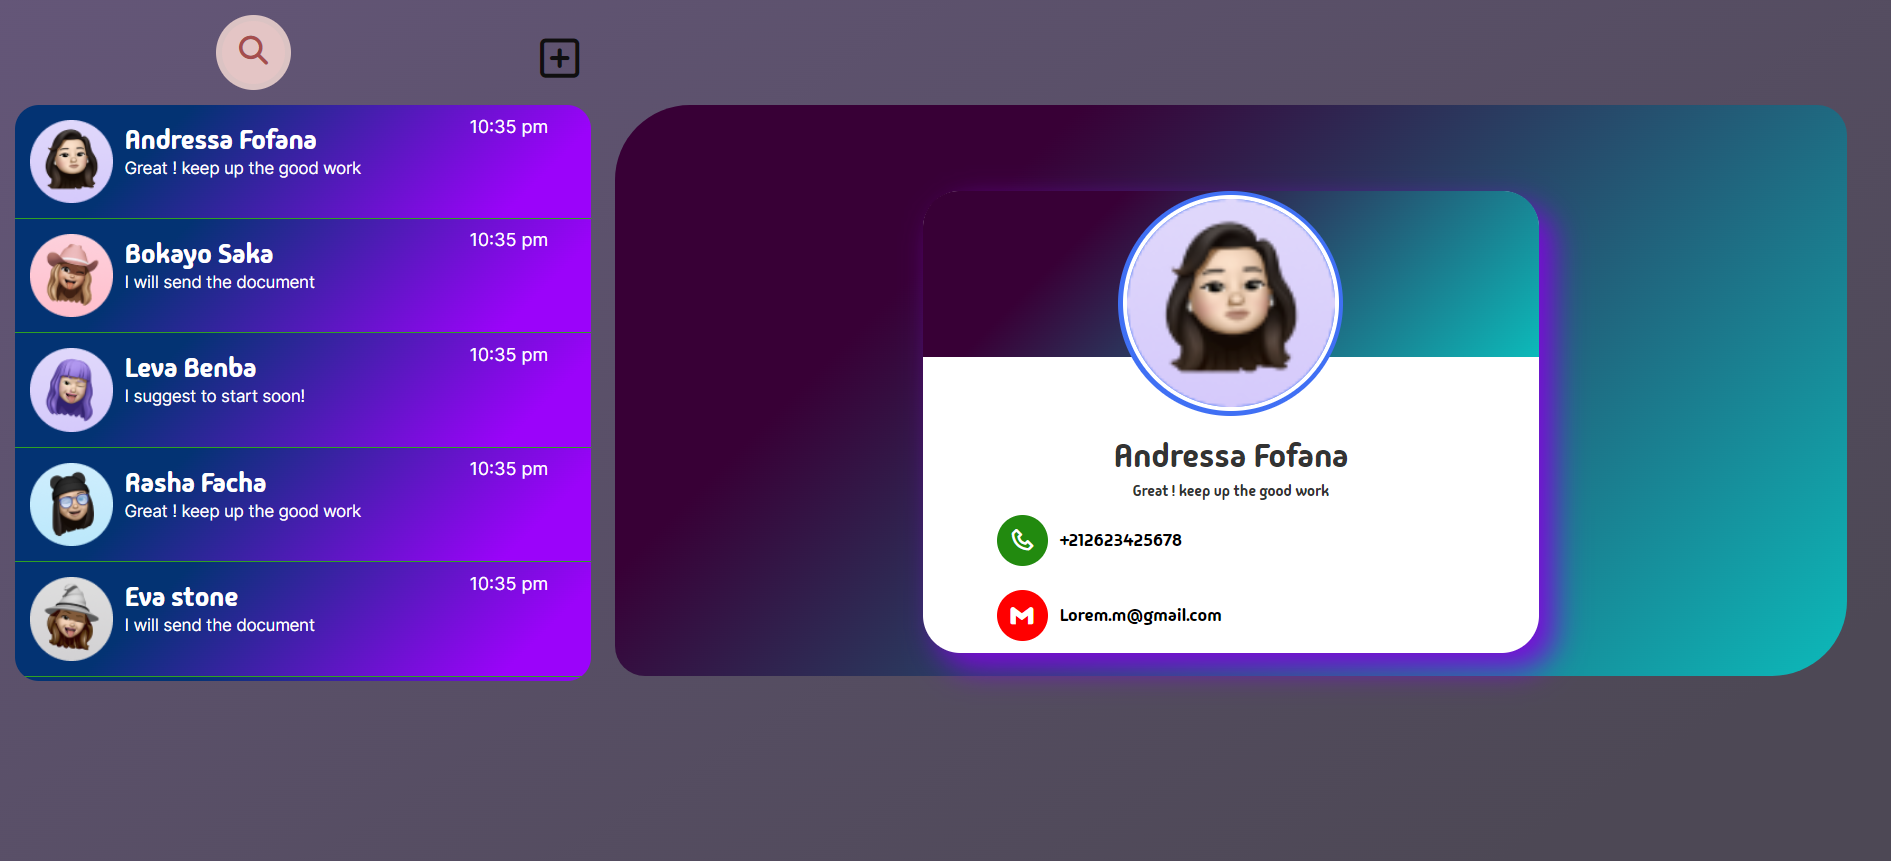 Andressa Fofana
10:35 pm
Great ! keep up the good work
Bokayo Saka
10:35 pm
I will send the document
Leva Benba
10:35 pm
I suggest to start soon!
Rasha Facha
10:35 pm
Great ! keep up the good work
Eva stone
10:35 pm
I will send the document
Andressa Fofana
Great ! keep up the good work
+212623425678
Lorem.m@gmail.com